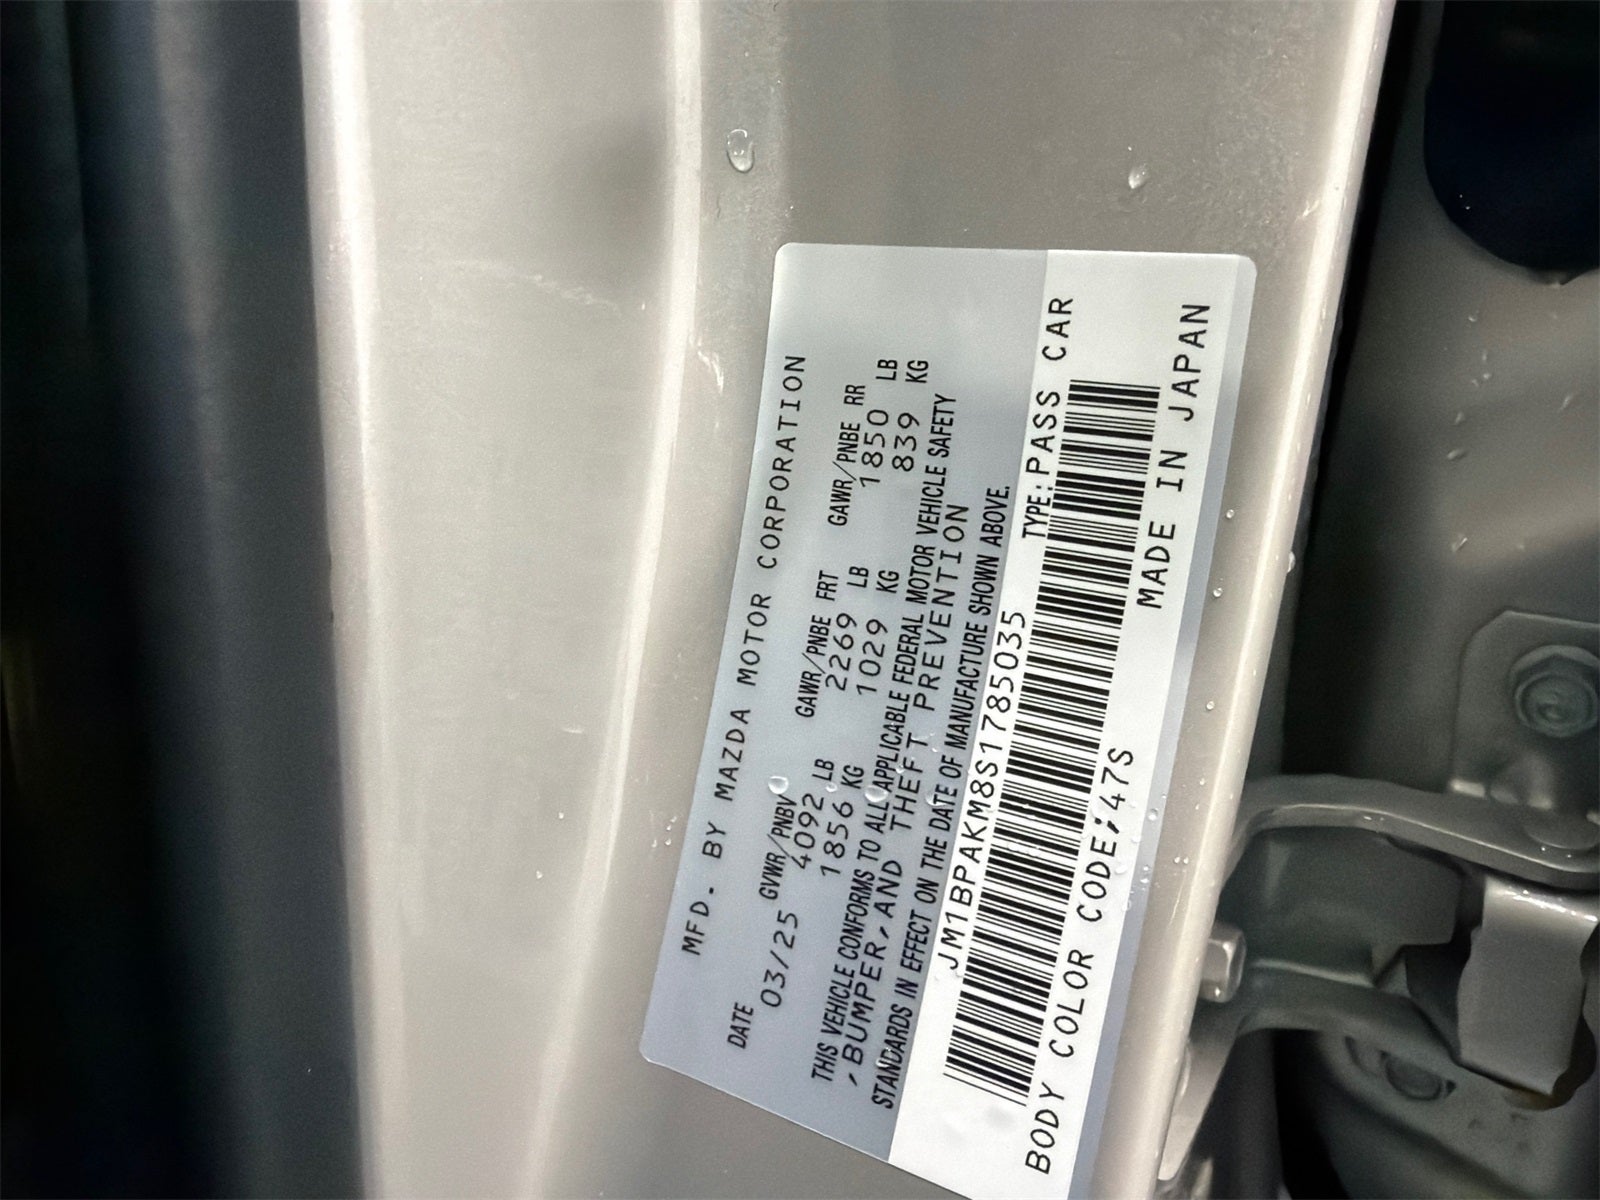 MFD. BY MAZDA MOTOR CORPORATION
DATE GVWR/PNBV GAWR/PNBE FRT GAWR/PNBE RR
03/25 4092 LB 2269 LB 1850 LB
1856 KG 1029 KG 839 KG
THIS VEHICLE CONFORMS TO ALL APPLICABLE FEDERAL MOTOR VEHICLE SAFETY
,BUMPER,AND THEFT PREVENTION
STANDARDS IN EFFECT ON THE DATE OF MANUFACTURE SHOWN ABOVE.
JM1BPAKM8S1785035 TYPE:PASS CAR
BODY COLOR CODE:47S MADE IN JAPAN